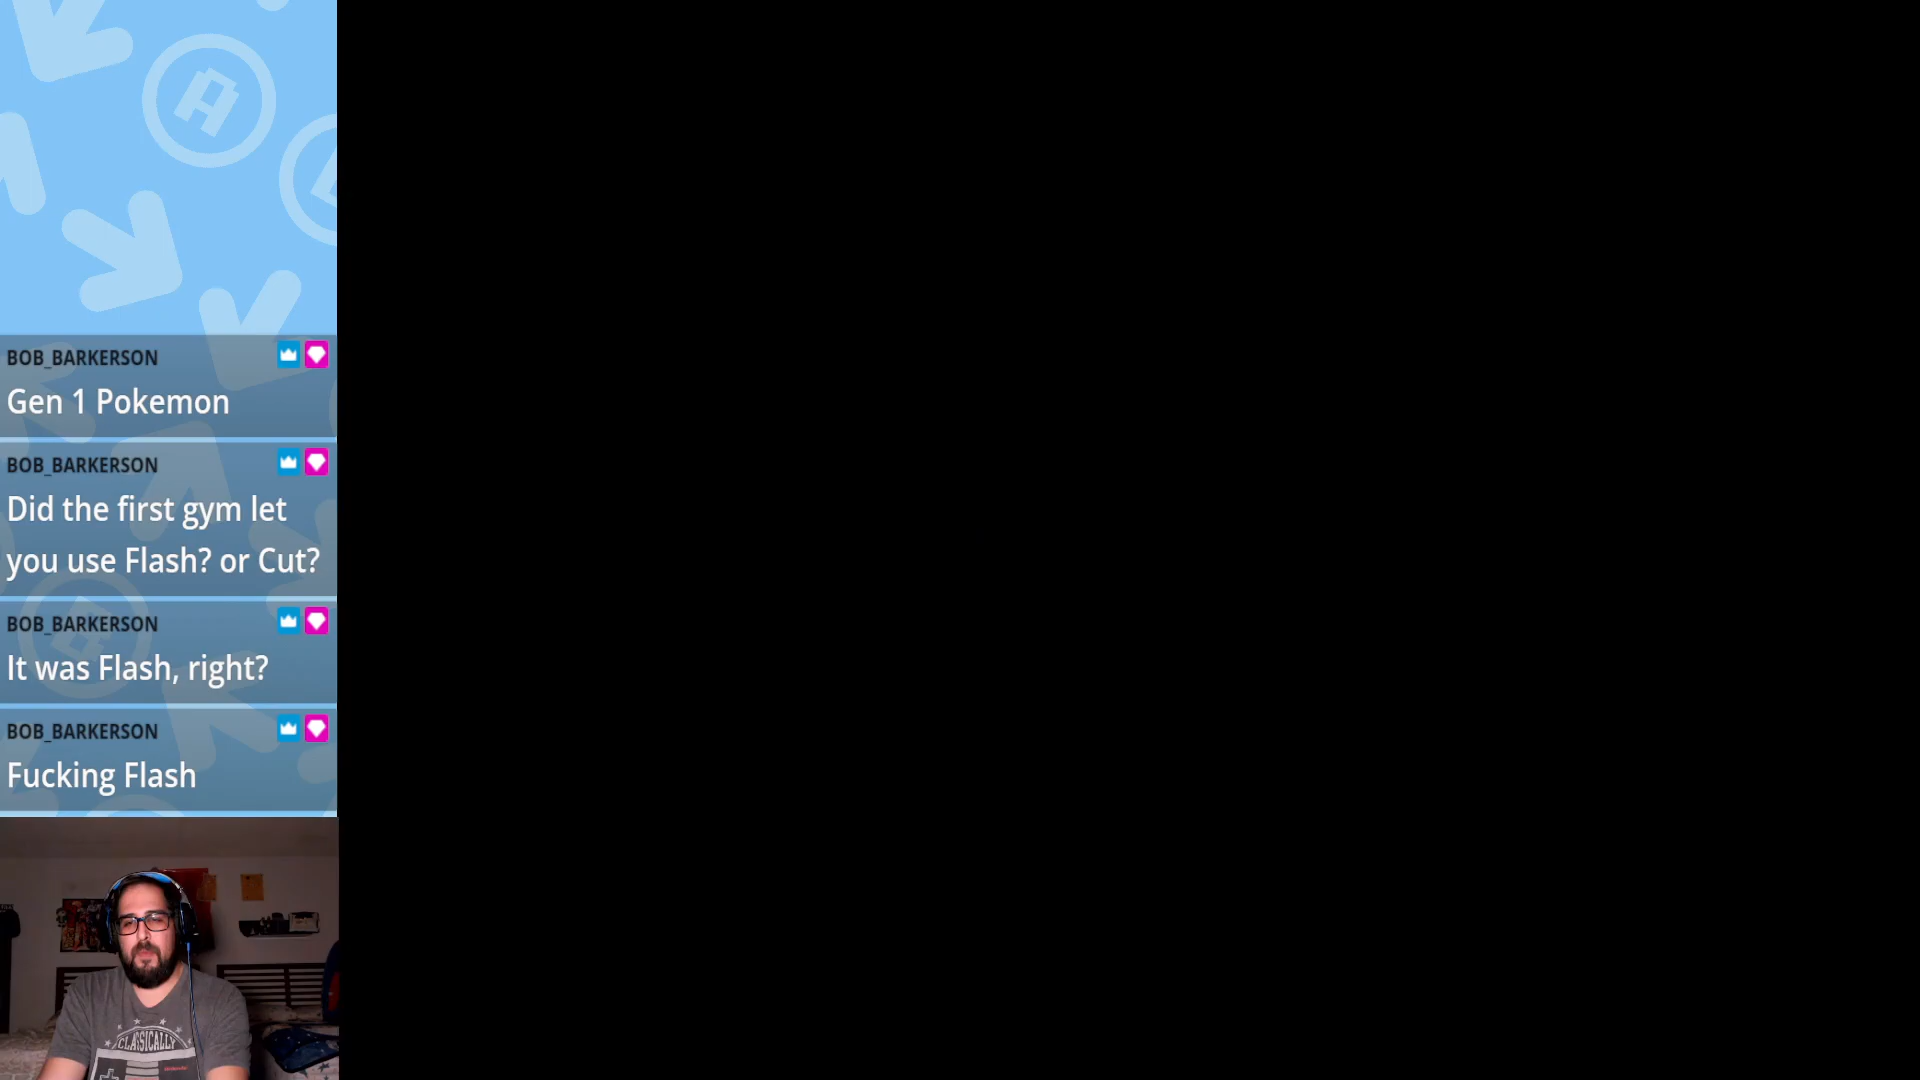 BOB_BARKERSON
Gen 1 Pokemon
BOB_BARKERSON
Did the first gym let
you use Flash? or Cut?
BOB_BARKERSON
It was Flash, right?
BOB_BARKERSON
Fucking Flash
CLASSICALLY